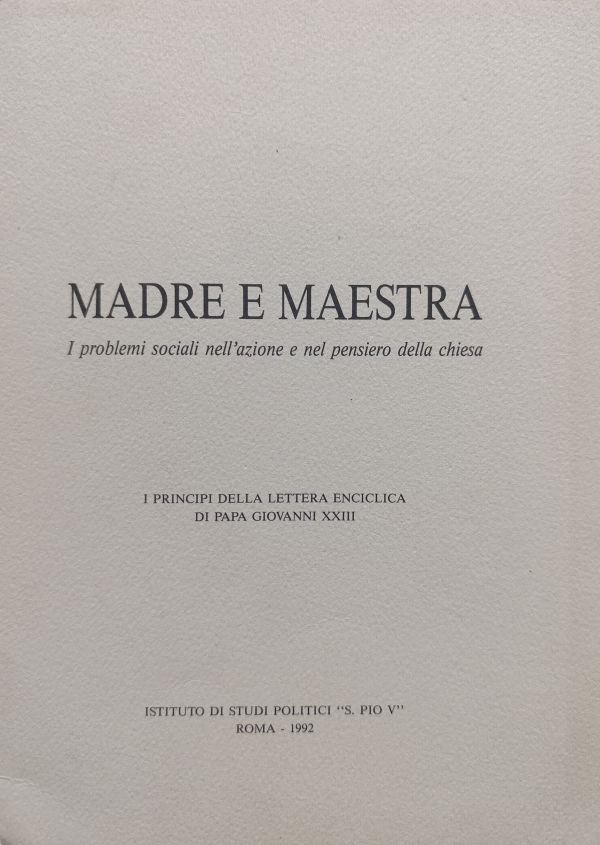 MADRE E MAESTRA
I problemi sociali nell'azione e nel pensiero della chiesa
I PRINCIPI DELLA LETTERA ENCICLICA
DI PAPA GIOVANNI XXIII
ISTITUTO DI STUDI POLITICI "S. PIO V"
ROMA - 1992